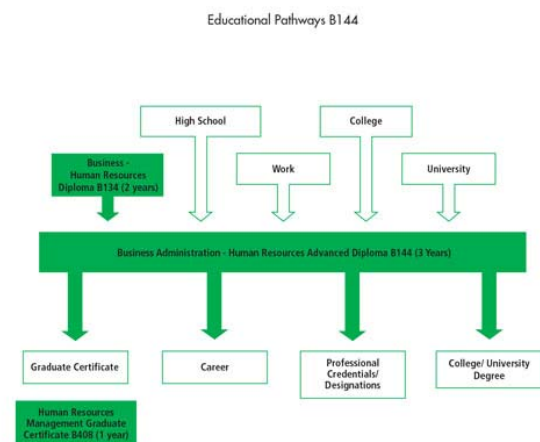 Educational Pathways B144
High School
College
Business -
Human Resources
Diploma B134 (2 years)
Work
University
Business Administration - Human Resources Advanced Diploma B144 (3 Years)
Graduate Certificate
Career
Professional
Credentials/
Designations
College/ University
Degree
Human Resources
Management Graduate
Certificate B408 (1 year)